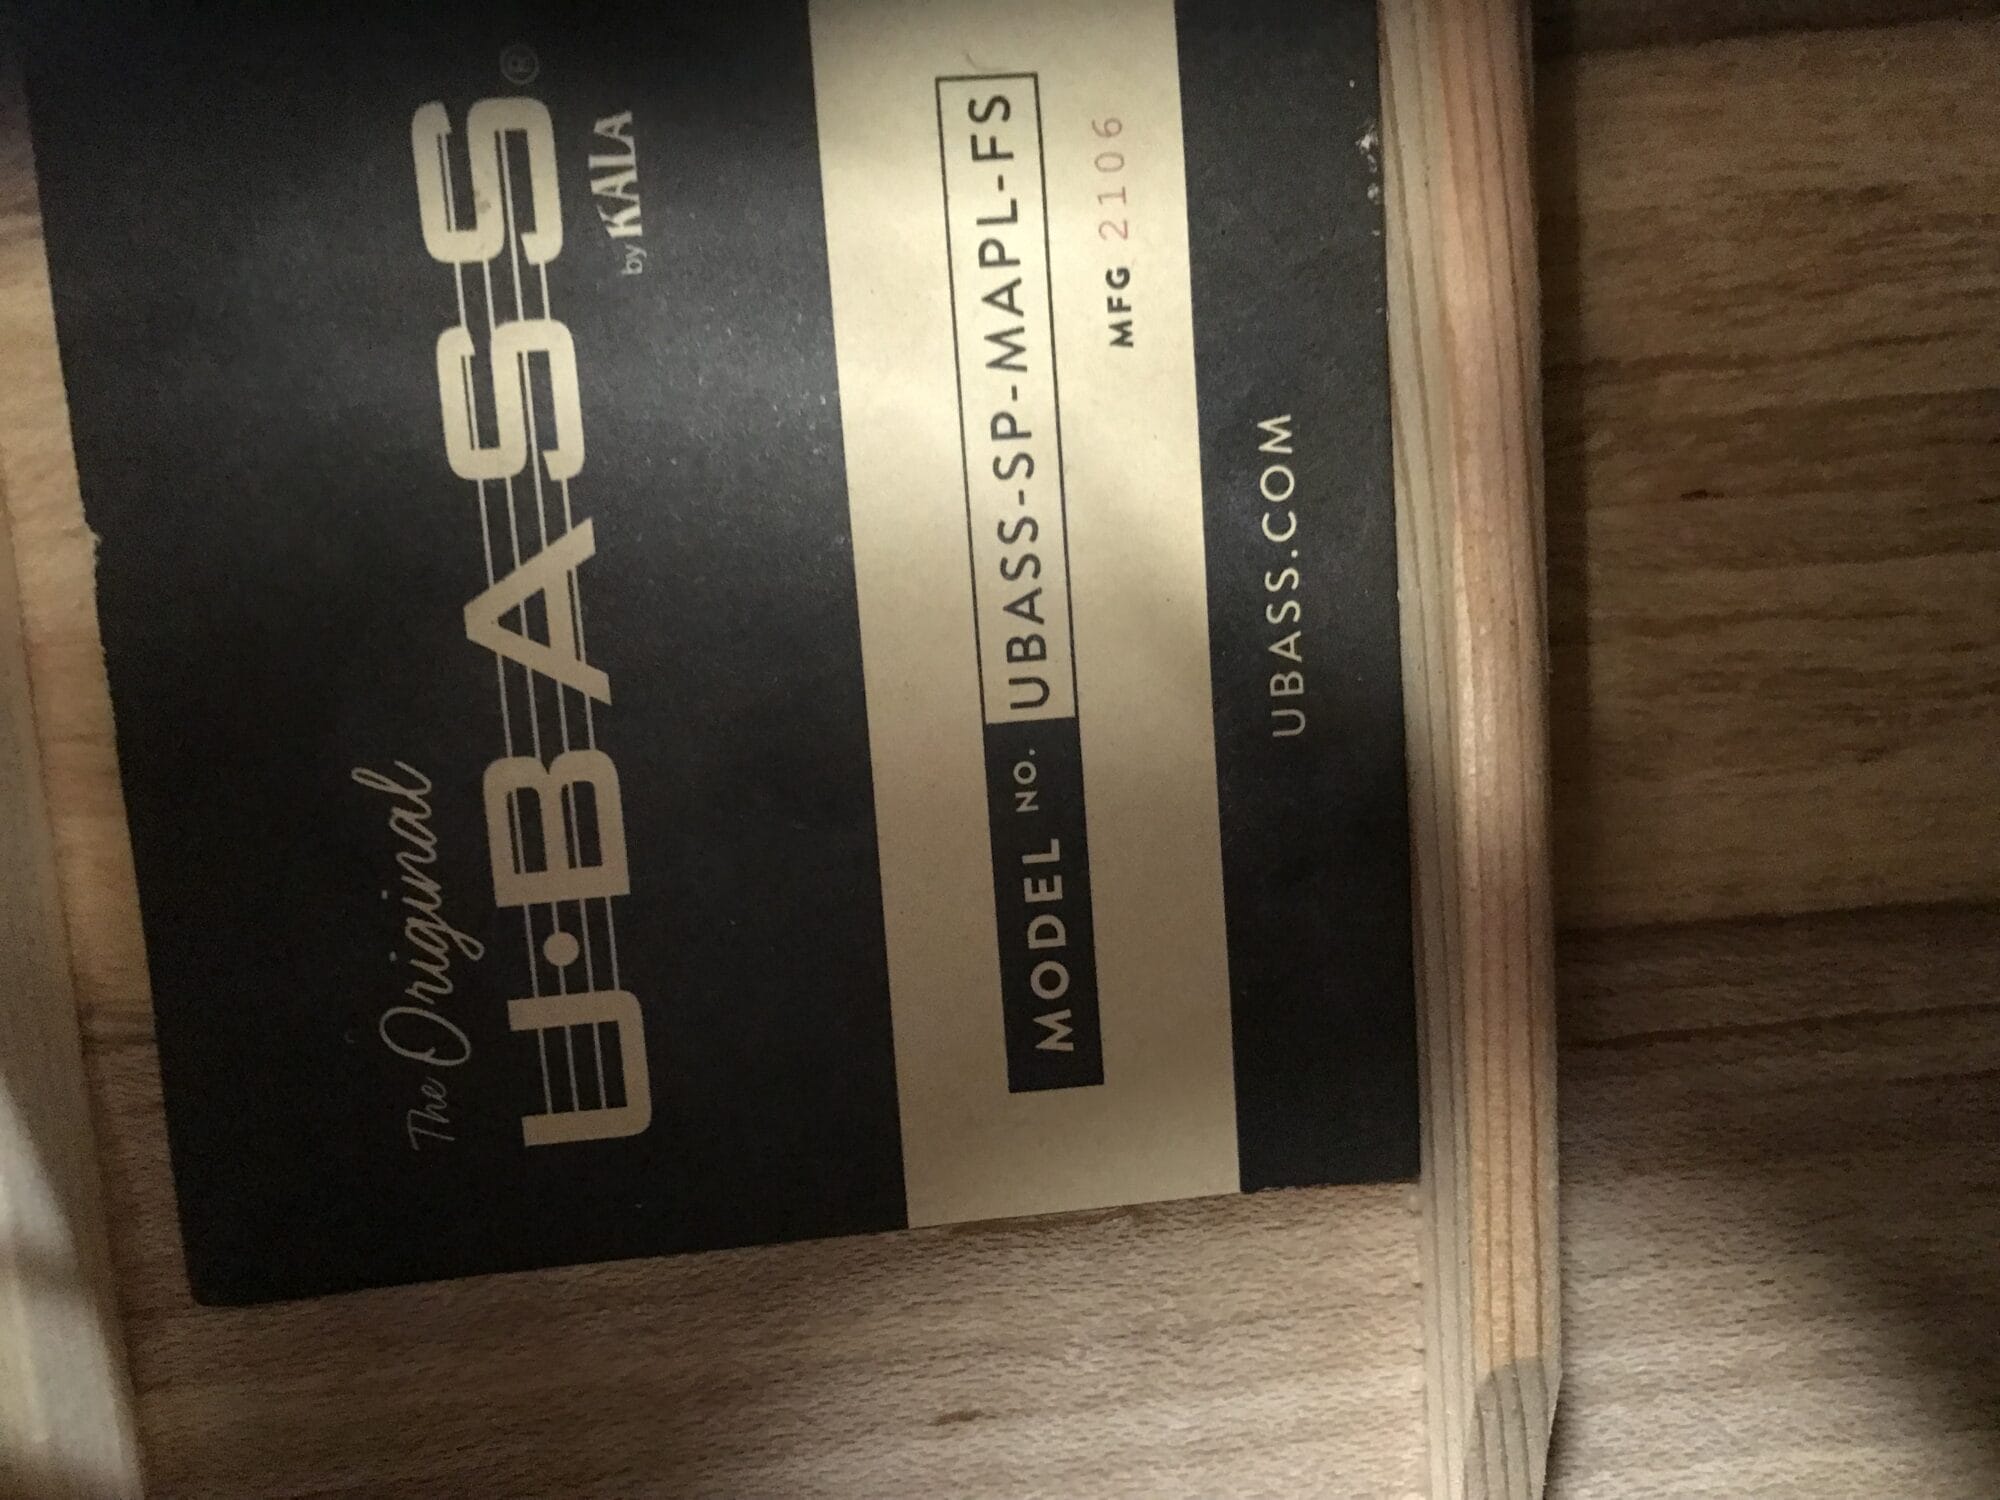 The Original
U•BASS®
by KALA
MODEL NO. UBASS-SP-MAPL-FS
MFG 2106
UBASS.COM